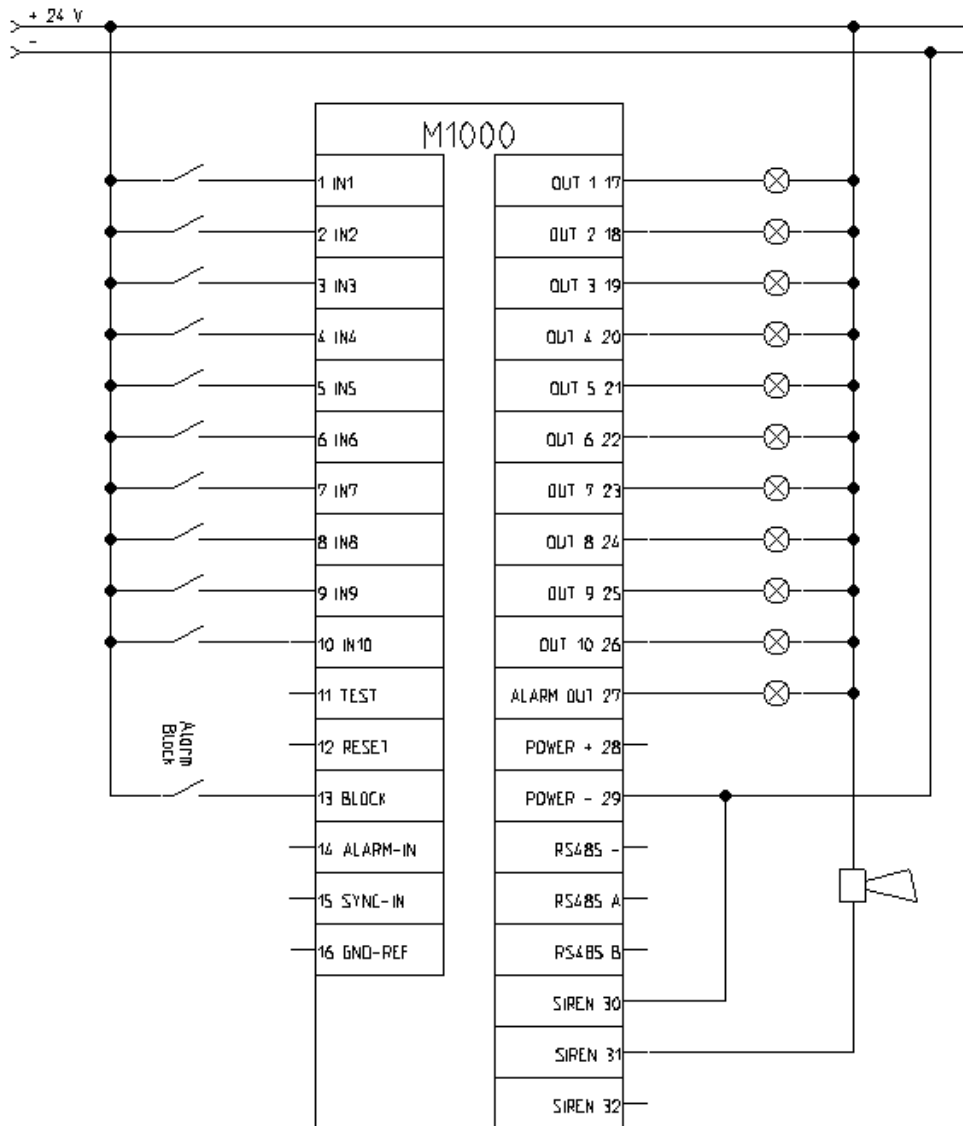 + 24 V
-
M1000
1 IN1
2 IN2
3 IN3
4 IN4
5 IN5
6 IN6
7 IN7
8 IN8
9 IN9
10 IN10
11 TEST
12 RESET
13 BLOCK
14 ALARM-IN
15 SYNC-IN
16 GND-REF
Alarm
Block
OUT 1 17
OUT 2 18
OUT 3 19
OUT 4 20
OUT 5 21
OUT 6 22
OUT 7 23
OUT 8 24
OUT 9 25
OUT 10 26
ALARM OUT 27
POWER + 28
POWER - 29
RS485 -
RS485 A
RS485 B
SIREN 30
SIREN 31
SIREN 32